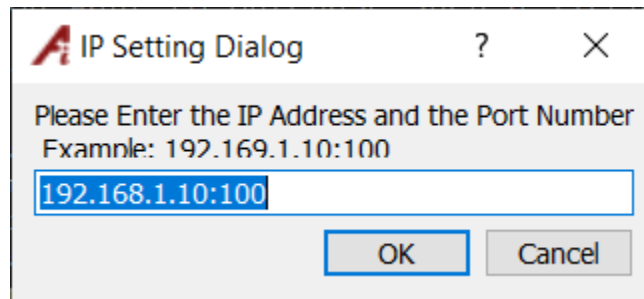 IP Setting Dialog
?
Please Enter the IP Address and the Port Number
Example: 192.169.1.10:100
192.168.1.10:100
OK
Cancel